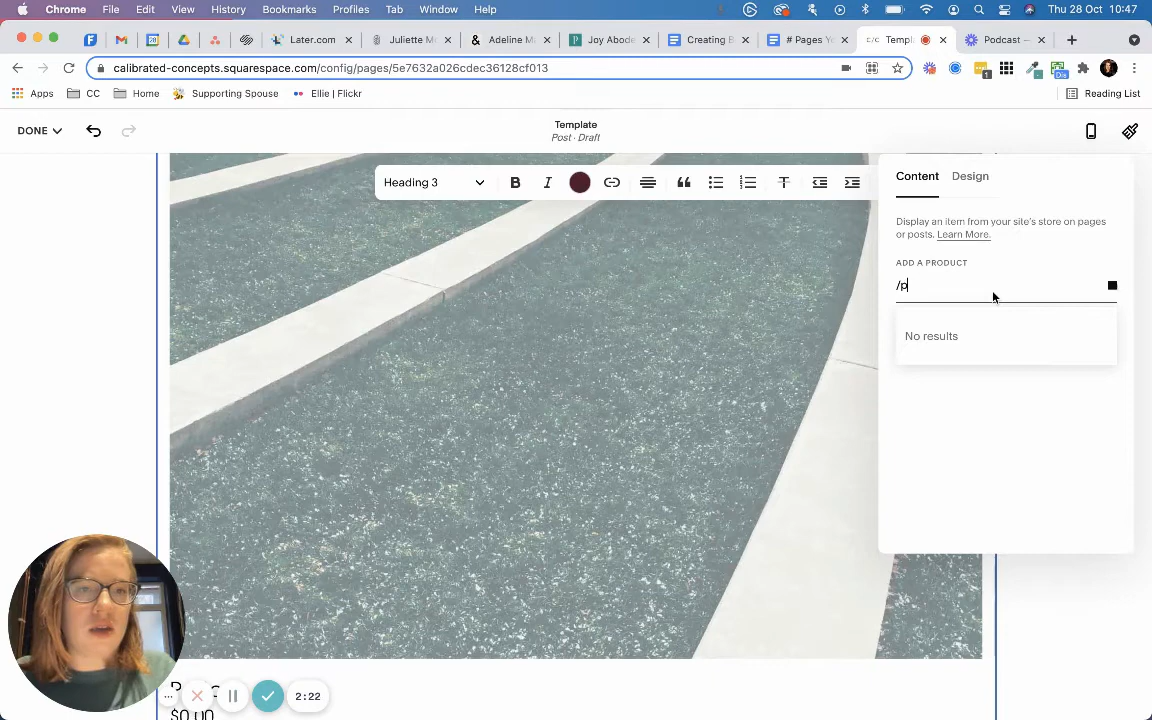 Chrome File Edit View History Bookmarks Profiles Tab Window Help Thu 28 Oct 10:47
Later.com Juliette M Adeline M Joy Abode Creating B # Pages Yo Templ Podcast —
calibrated-concepts.squarespace.com/config/pages/5e7632a026cdec36128cf013
Apps CC Home Supporting Spouse Ellie | Flickr Reading List
DONE
Template
Post · Draft
Heading 3
Content Design
Display an item from your site's store on pages
or posts. Learn More.
ADD A PRODUCT
/p
No results
2:22
$0.00